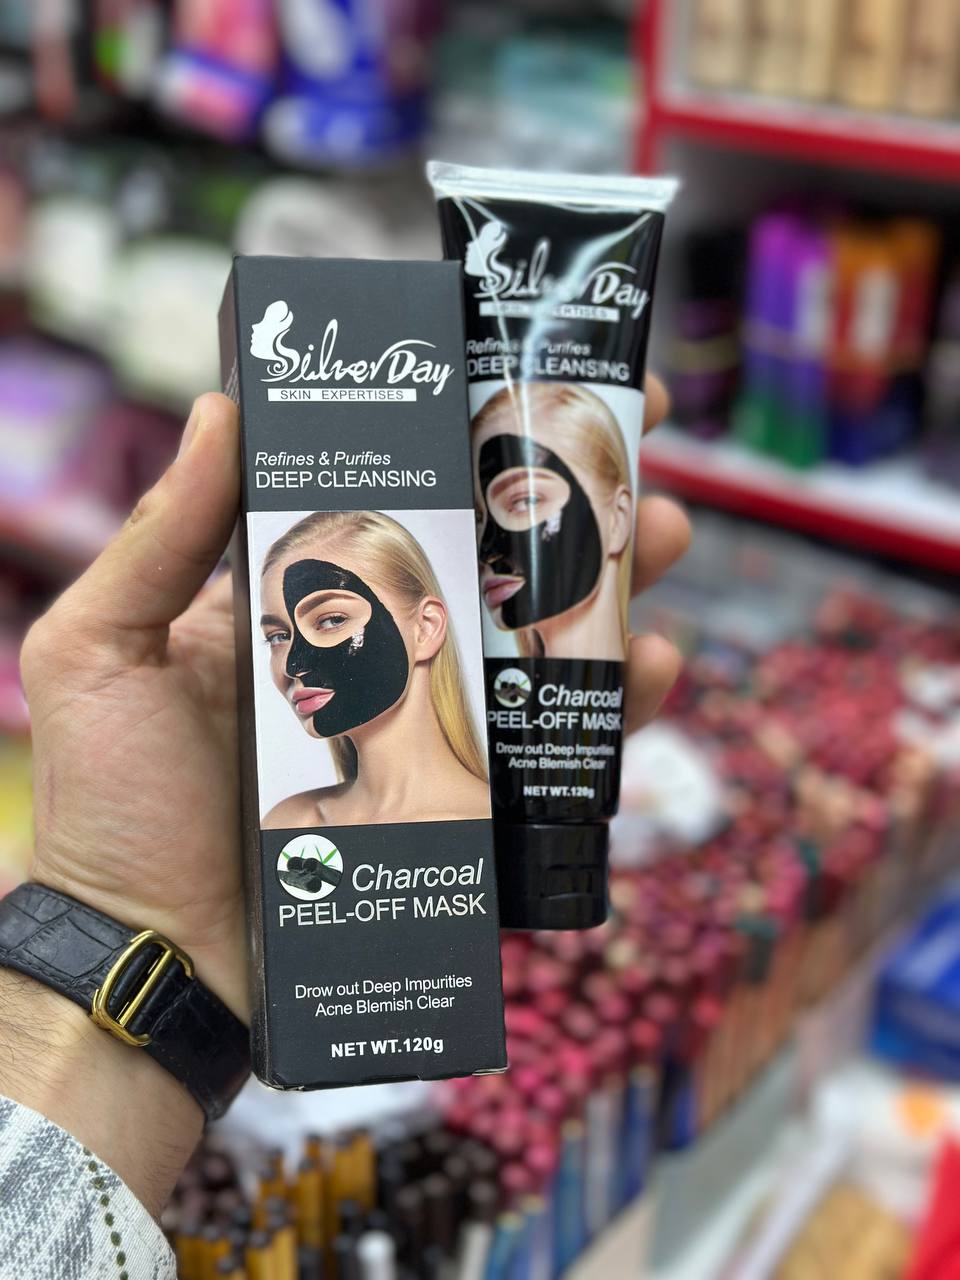 SilverDay
SKIN EXPERTISES
Refines & Purifies
DEEP CLEANSING
Charcoal
PEEL-OFF MASK
Drow out Deep Impurities
Acne Blemish Clear
NET WT.120g
SilverDay
SKIN EXPERTISES
Refines & Purifies
DEEP CLEANSING
Charcoal
PEEL-OFF MASK
Drow out Deep Impurities
Acne Blemish Clear
NET WT.120g